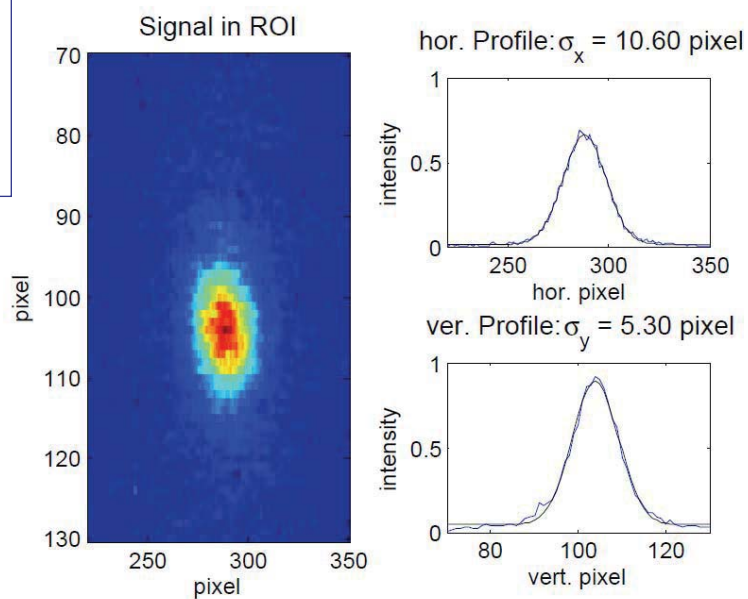 Signal in ROI
70
80
90
100
110
120
130
pixel
250 300 350
pixel
hor. Profile:σx = 10.60 pixel
1
0.5
0
intensity
250 300 350
hor. pixel
ver. Profile:σy = 5.30 pixel
1
0.5
0
intensity
80 100 120
vert. pixel